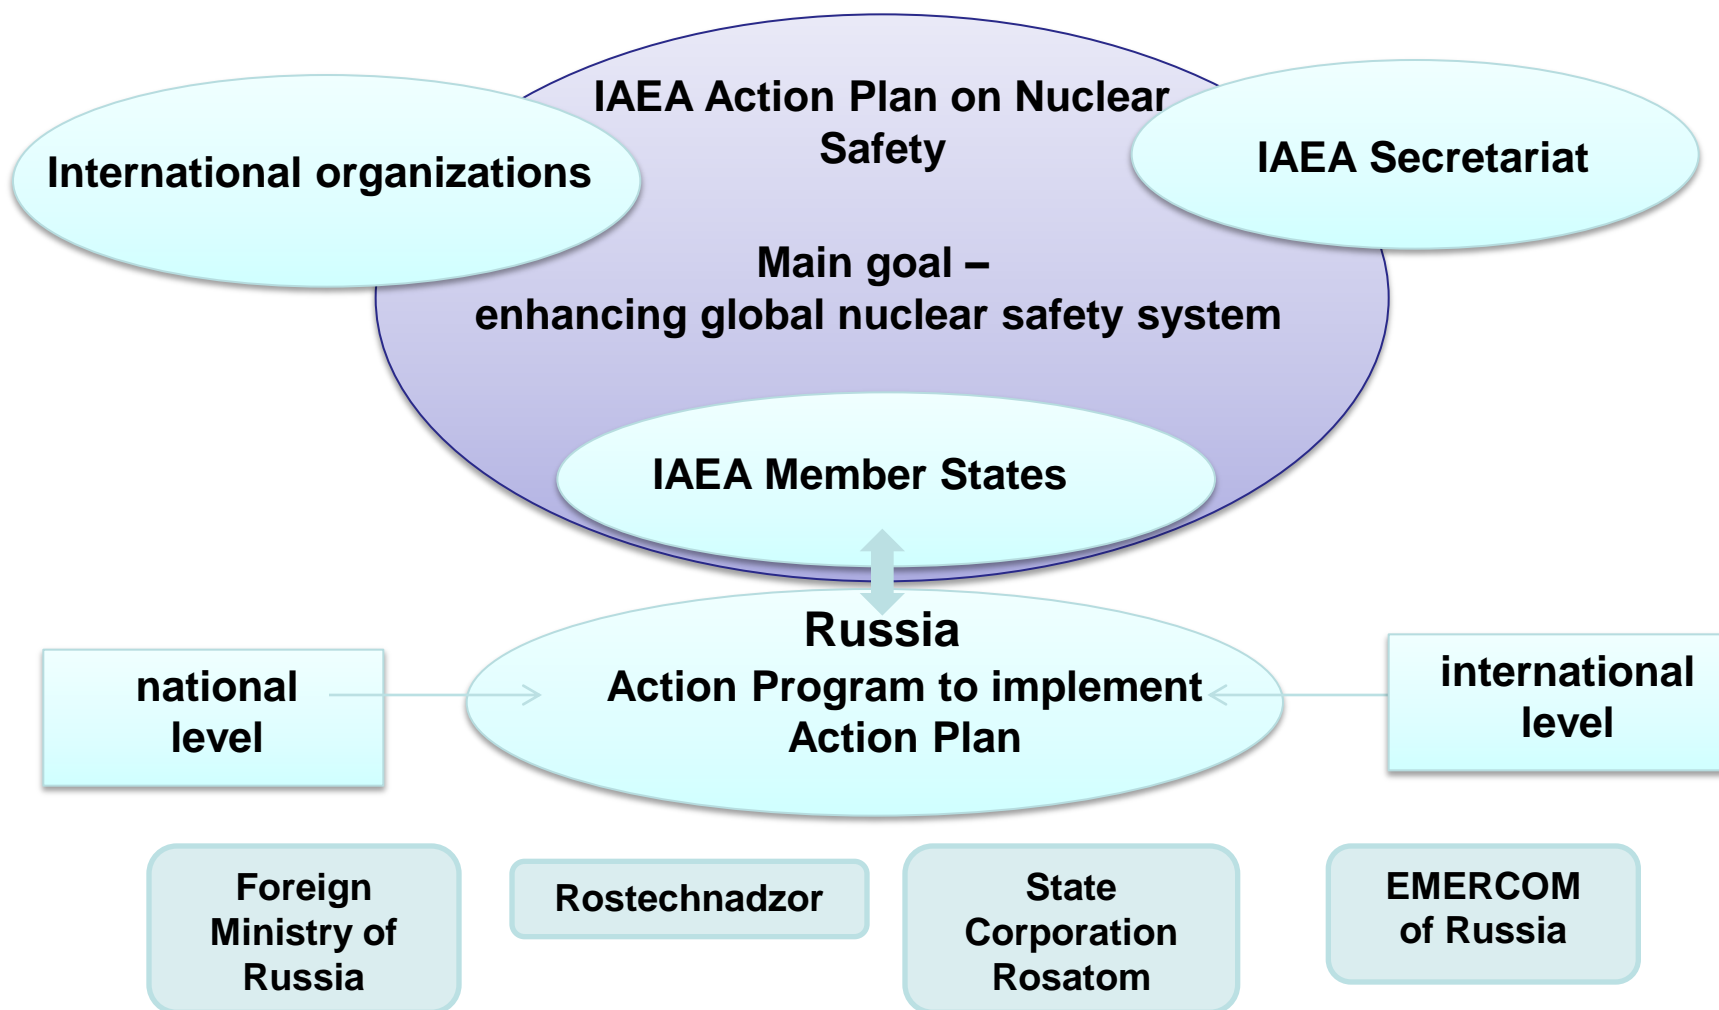 IAEA Action Plan on Nuclear
Safety
International organizations
IAEA Secretariat
Main goal –
enhancing global nuclear safety system
IAEA Member States
Russia
Action Program to implement
Action Plan
national
level
international
level
Foreign
Ministry of
Russia
Rostechnadzor
State
Corporation
Rosatom
EMERCOM
of Russia